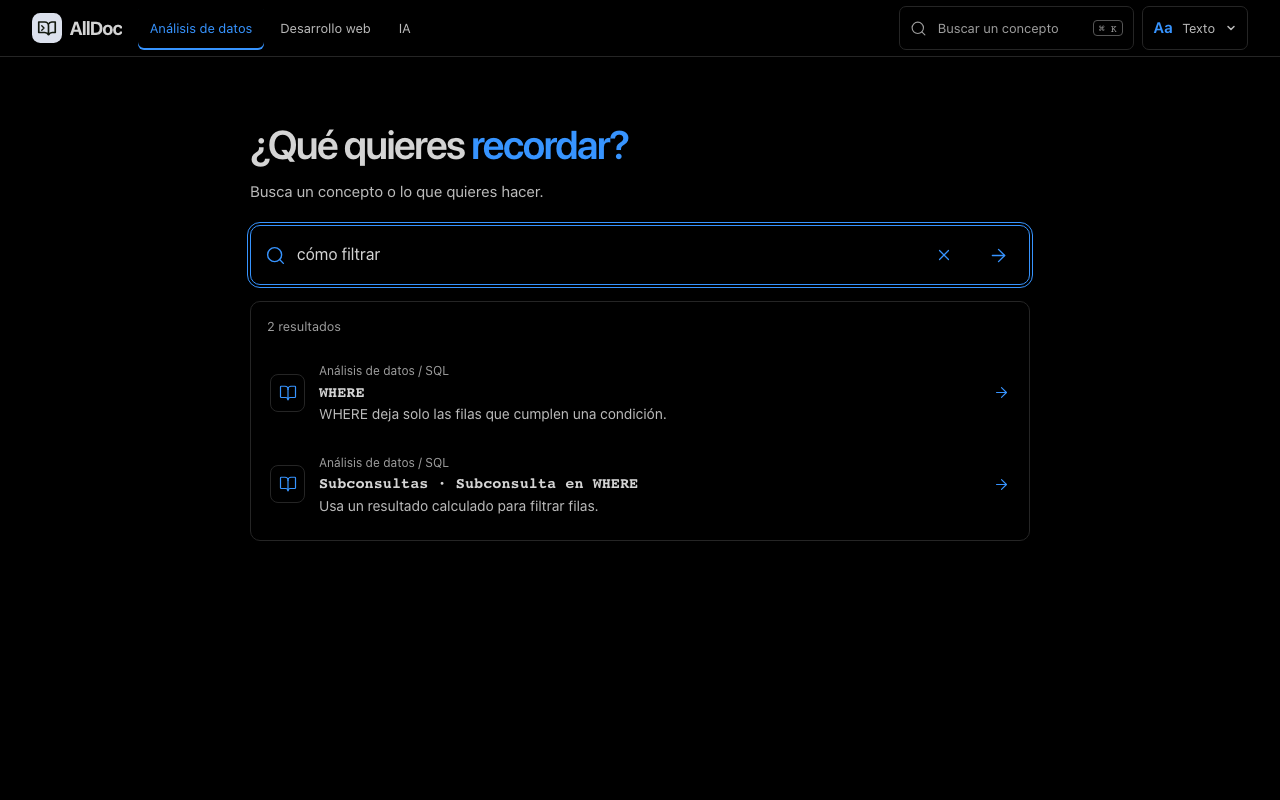 AllDoc
Análisis de datos
Desarrollo web
IA
Buscar un concepto
⌘ K
Aa Texto
¿Qué quieres recordar?
Busca un concepto o lo que quieres hacer.
cómo filtrar
2 resultados
Análisis de datos / SQL
WHERE
WHERE deja solo las filas que cumplen una condición.
Análisis de datos / SQL
Subconsultas · Subconsulta en WHERE
Usa un resultado calculado para filtrar filas.